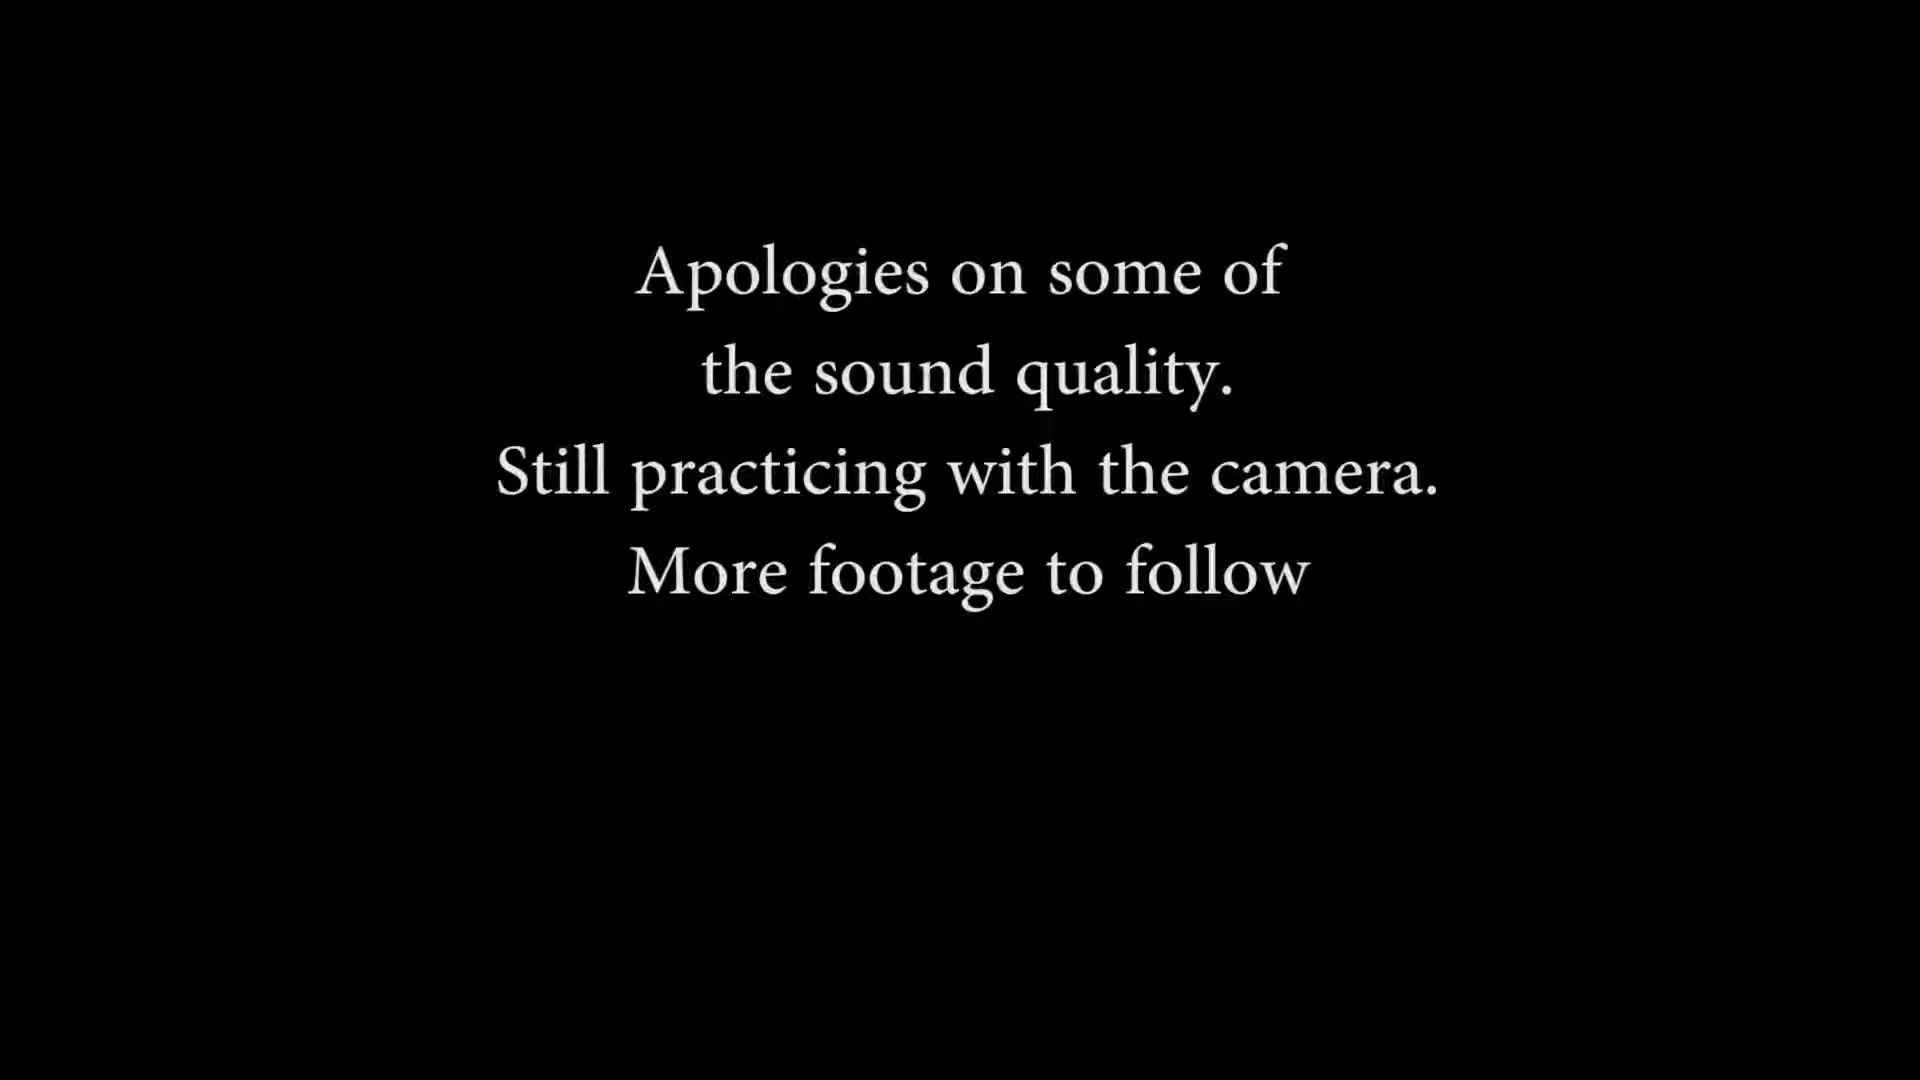 Apologies on some of
the sound quality.
Still practicing with the camera.
More footage to follow